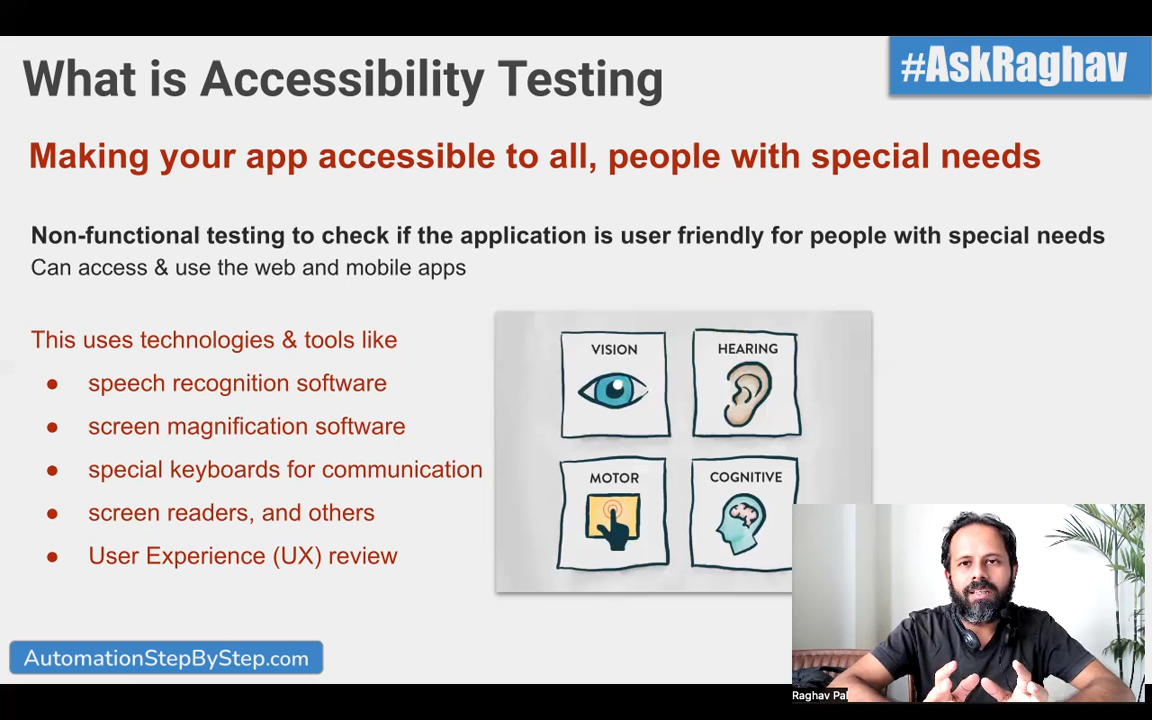 What is Accessibility Testing
#AskRaghav
Making your app accessible to all, people with special needs
Non-functional testing to check if the application is user friendly for people with special needs
Can access & use the web and mobile apps
This uses technologies & tools like
● speech recognition software
● screen magnification software
● special keyboards for communication
● screen readers, and others
● User Experience (UX) review
VISION
HEARING
MOTOR
COGNITIVE
AutomationStepByStep.com
Raghav Pal